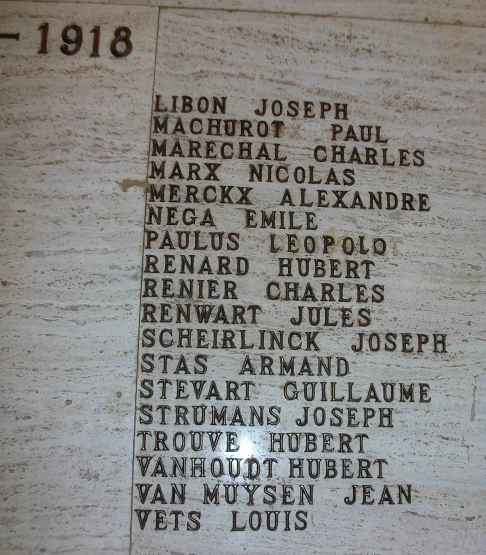 - 1918
LIBON JOSEPH
MACHUROT PAUL
MARECHAL CHARLES
MARX NICOLAS
MERCKX ALEXANDRE
NEGA EMILE
PAULUS LEOPOLD
RENARD HUBERT
RENIER CHARLES
RENWART JULES
SCHEIRLINCK JOSEPH
STAS ARMAND
STEVART GUILLAUME
STRUMANS JOSEPH
TROUVE HUBERT
VANHOUDT HUBERT
VAN MUYSEN JEAN
VETS LOUIS